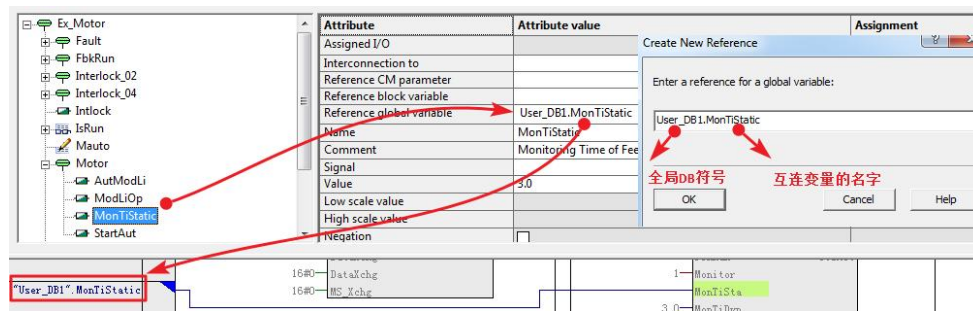 Ex_Motor
Fault
FbkRun
Interlock_02
Interlock_04
Intlock
IsRun
Mauto
Motor
AutModLi
ModLiOp
MonTiStatic
StartAut
Attribute Attribute value Assignment
Assigned I/O
Interconnection to
Reference CM parameter
Reference block variable
Reference global variable User_DB1.MonTiStatic
Name MonTiStatic
Comment Monitoring Time of Fee
Signal
Value 3.0
Low scale value
High scale value
Negation
Create New Reference
Enter a reference for a global variable:
User_DB1.MonTiStatic
全局DB符号 互连变量的名字
OK Cancel Help
"User_DB1".MonTiStatic
16#0 DataXchg
16#0 MS_Xchg
1 Monitor
MonTiSta
3.0 MonTiDyn